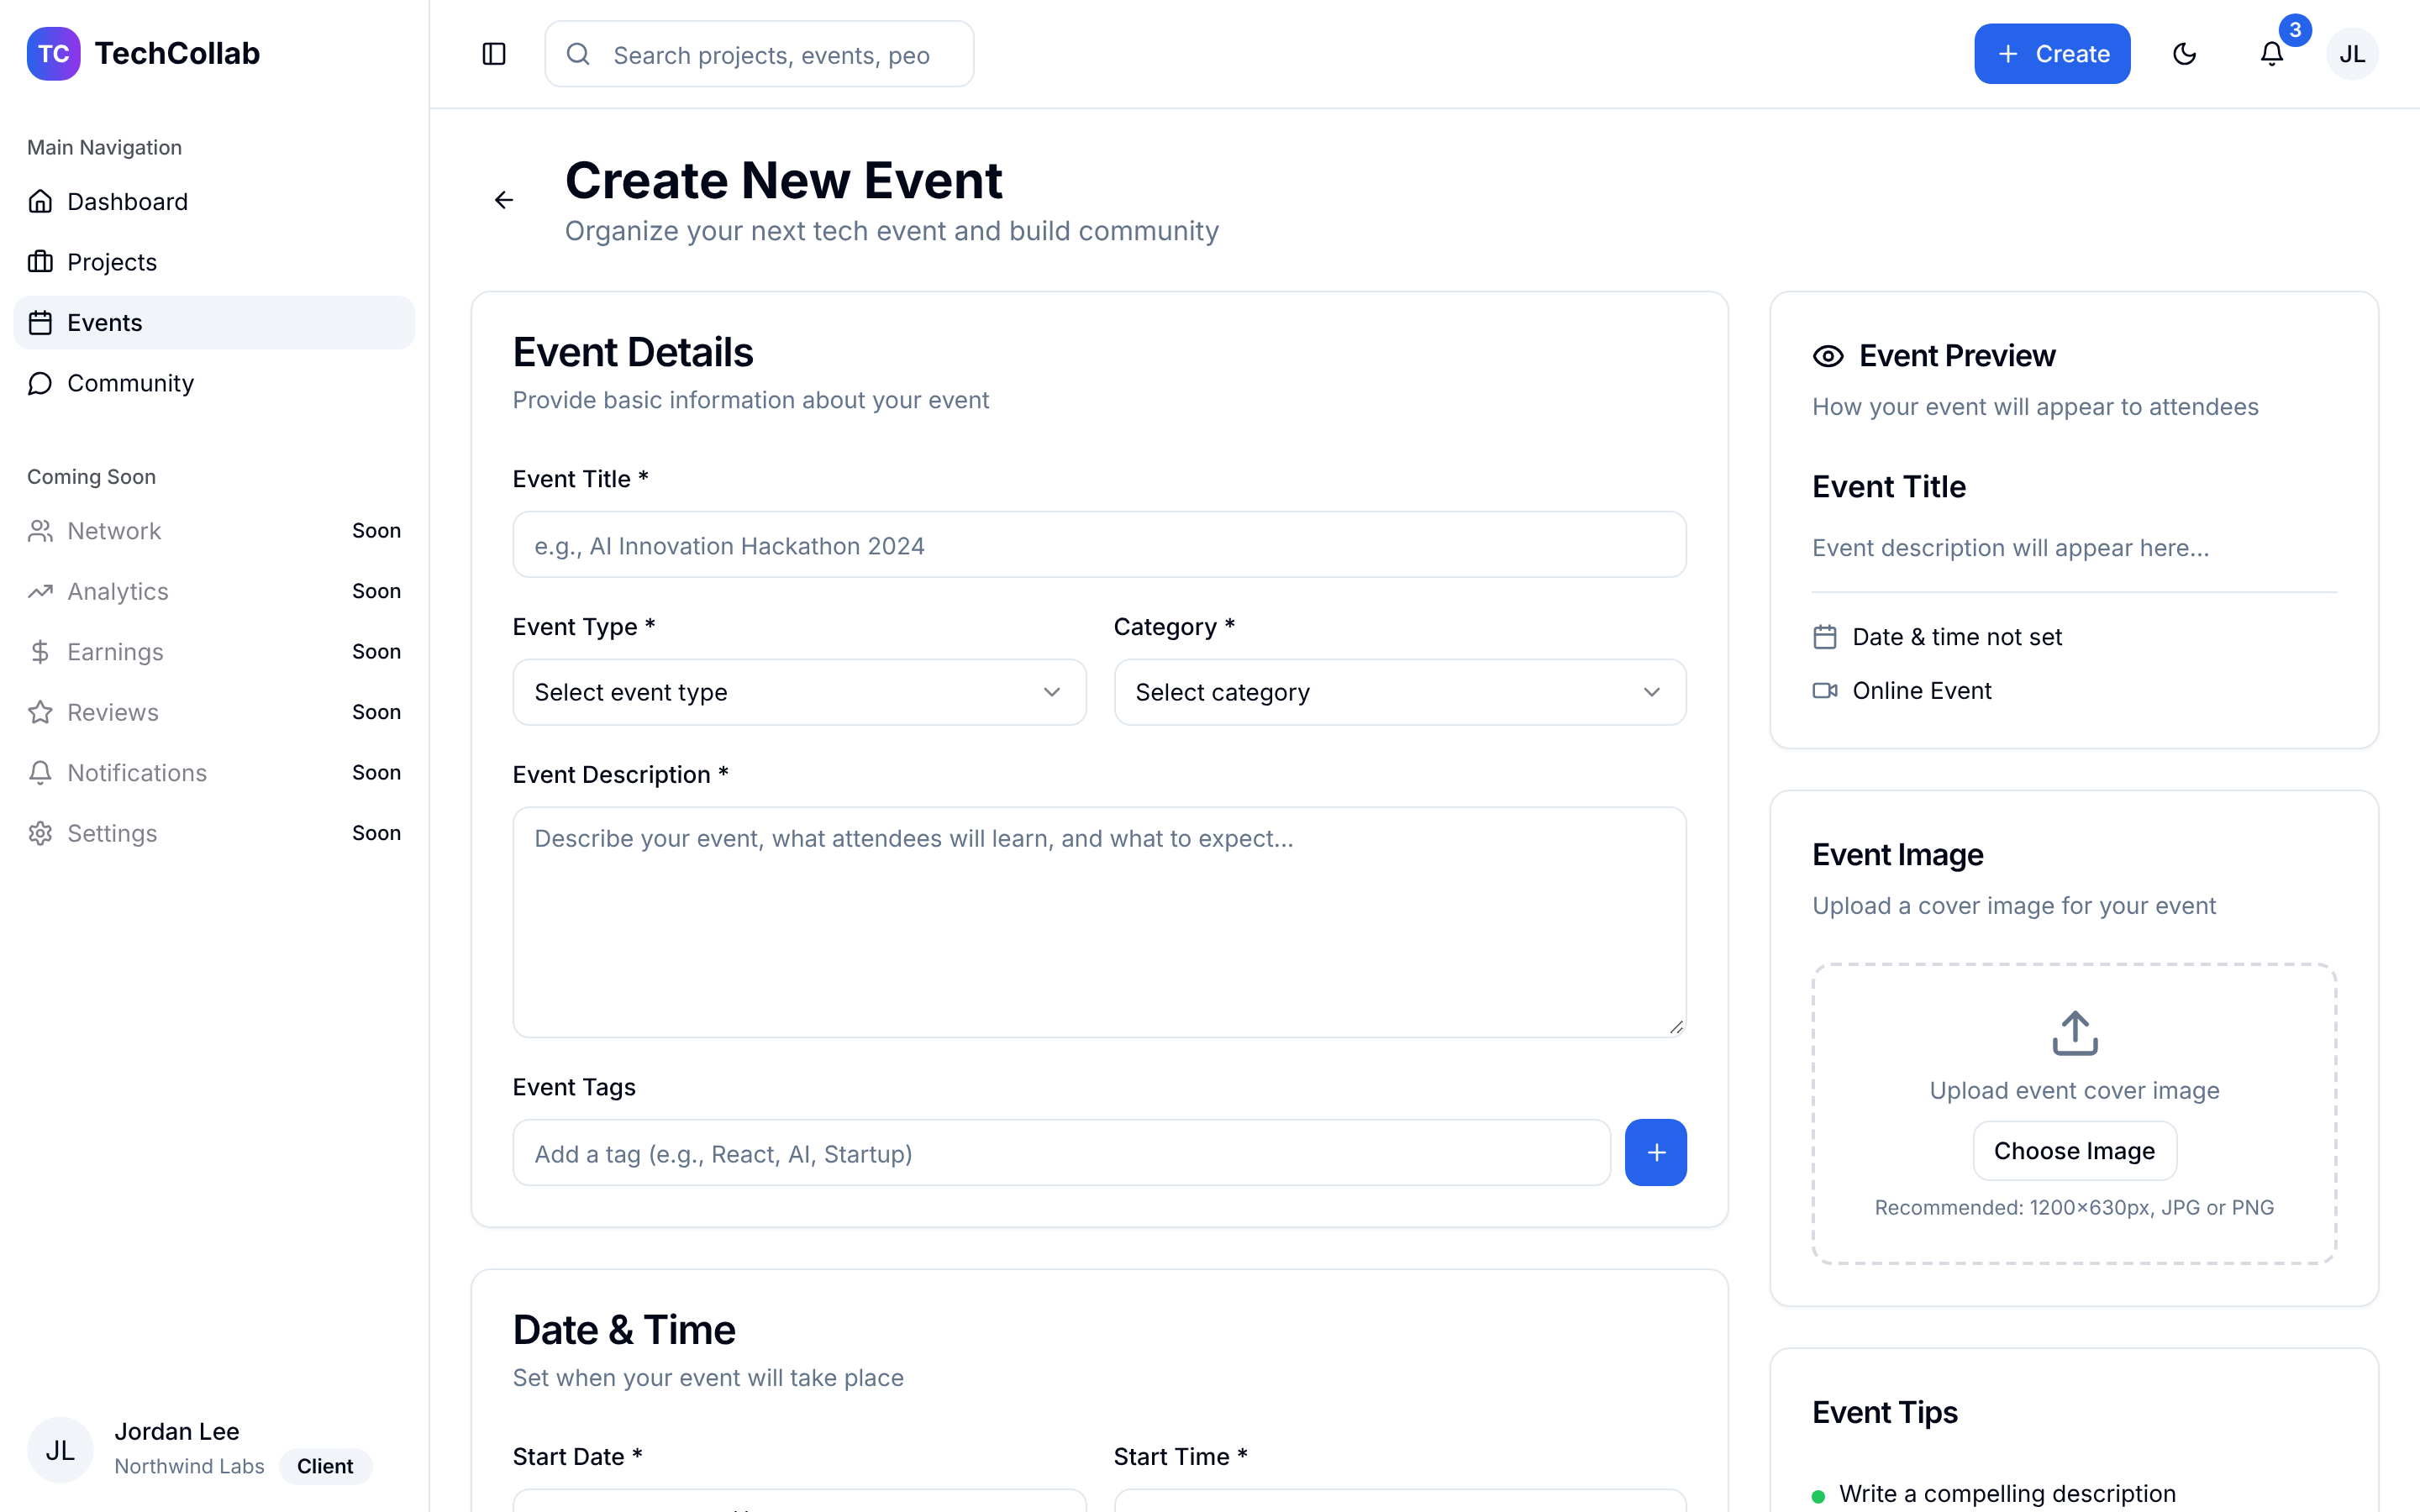 TC TechCollab
Main Navigation
Dashboard
Projects
Events
Community
Coming Soon
Network Soon
Analytics Soon
Earnings Soon
Reviews Soon
Notifications Soon
Settings Soon
JL
Jordan Lee
Northwind Labs Client
Search projects, events, peo
Create
3
JL
Create New Event
Organize your next tech event and build community
Event Details
Provide basic information about your event
Event Title *
e.g., AI Innovation Hackathon 2024
Event Type *
Select event type
Category *
Select category
Event Description *
Describe your event, what attendees will learn, and what to expect...
Event Tags
Add a tag (e.g., React, AI, Startup)
Date & Time
Set when your event will take place
Start Date *
Start Time *
Event Preview
How your event will appear to attendees
Event Title
Event description will appear here...
Date & time not set
Online Event
Event Image
Upload a cover image for your event
Upload event cover image
Choose Image
Recommended: 1200×630px, JPG or PNG
Event Tips
Write a compelling description